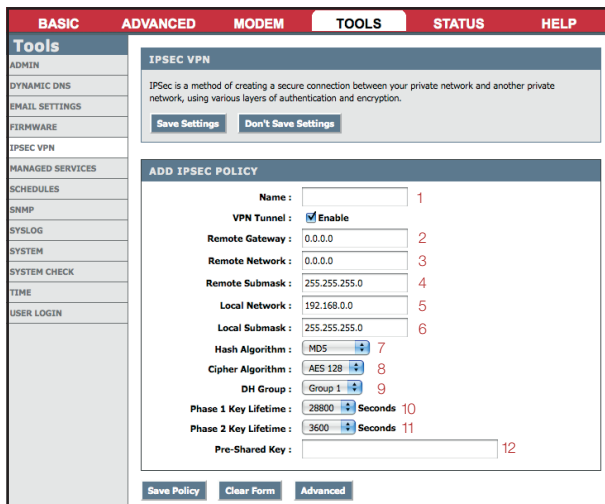 BASIC ADVANCED MODEM TOOLS STATUS HELP
Tools
ADMIN
DYNAMIC DNS
EMAIL SETTINGS
FIRMWARE
IPSEC VPN
MANAGED SERVICES
SCHEDULES
SNMP
SYSLOG
SYSTEM
SYSTEM CHECK
TIME
USER LOGIN
IPSEC VPN
IPSec is a method of creating a secure connection between your private network and another private
network, using various layers of authentication and encryption.
Save Settings Don't Save Settings
ADD IPSEC POLICY
Name : 1
VPN Tunnel : Enable
Remote Gateway : 0.0.0.0 2
Remote Network : 0.0.0.0 3
Remote Submask : 255.255.255.0 4
Local Network : 192.168.0.0 5
Local Submask : 255.255.255.0 6
Hash Algorithm : MD5 7
Cipher Algorithm : AES 128 8
DH Group : Group 1 9
Phase 1 Key Lifetime : 28800 Seconds 10
Phase 2 Key Lifetime : 3600 Seconds 11
Pre-Shared Key : 12
Save Policy Clear Form Advanced